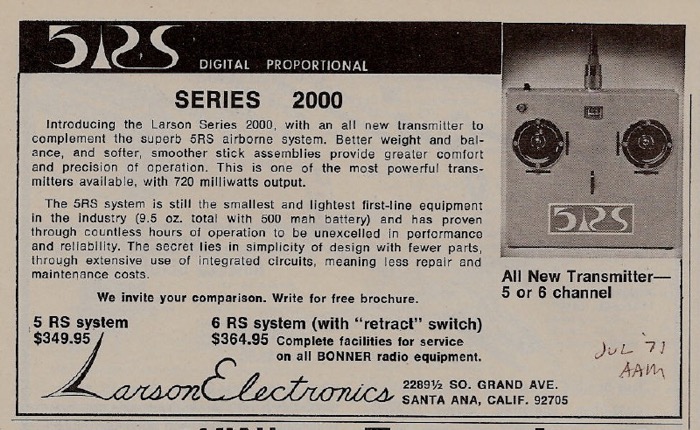 5RS DIGITAL PROPORTIONAL
SERIES 2000
Introducing the Larson Series 2000, with an all new transmitter to
complement the superb 5RS airborne system. Better weight and bal-
ance, and softer, smoother stick assemblies provide greater comfort
and precision of operation. This is one of the most powerful trans-
mitters available, with 720 milliwatts output.
The 5RS system is still the smallest and lightest first-line equipment
in the industry (9.5 oz. total with 500 mah battery) and has proven
through countless hours of operation to be unexcelled in performance
and reliability. The secret lies in simplicity of design with fewer parts,
through extensive use of integrated circuits, meaning less repair and
maintenance costs.
We invite your comparison. Write for free brochure.
5RS
All New Transmitter—
5 or 6 channel
5 RS system
$349.95
6 RS system (with "retract" switch)
$364.95 Complete facilities for service
on all BONNER radio equipment.
JUL '71
AAM
Larson Electronics
2289½ SO. GRAND AVE.
SANTA ANA, CALIF. 92705